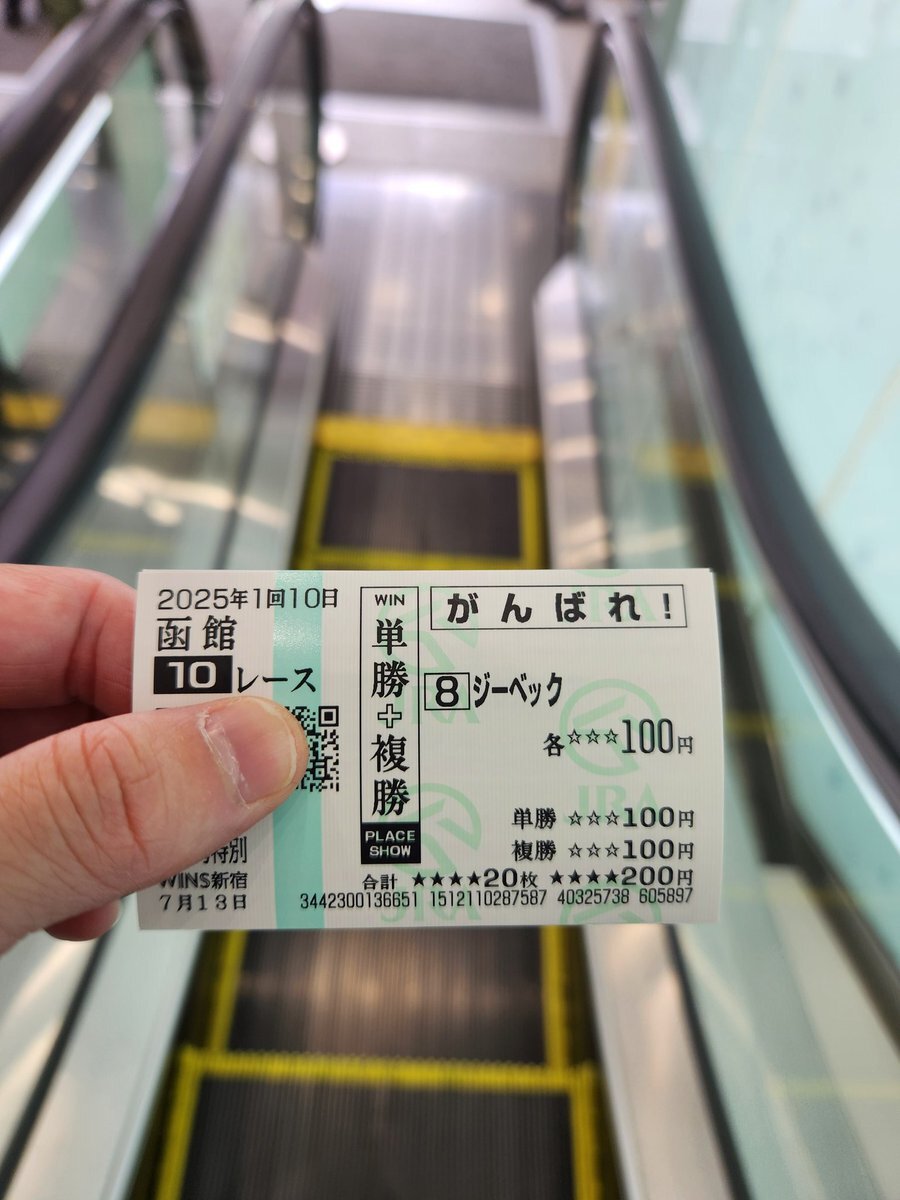 2025年1回10日
函館
10レース
特別
WINS新宿
7月13日
WIN
単勝+複勝
PLACE
SHOW
がんばれ!
8 ジーベック
各☆☆☆100円
単勝 ☆☆☆100円
複勝 ☆☆☆100円
合計 ★★★★20枚 ★★★★200円
3442300136651 1512110287587 40325738 605897
JRA